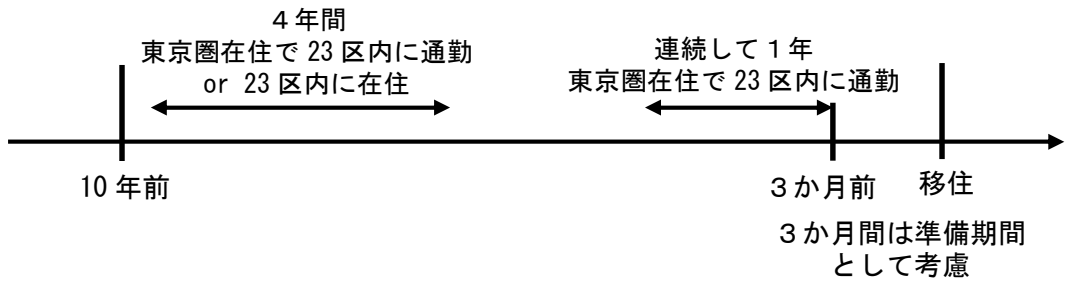 ４年間
東京圏在住で 23 区内に通勤
or 23 区内に在住
連続して１年
東京圏在住で 23 区内に通勤
10 年前
３か月前
移住
３か月間は準備期間
として考慮